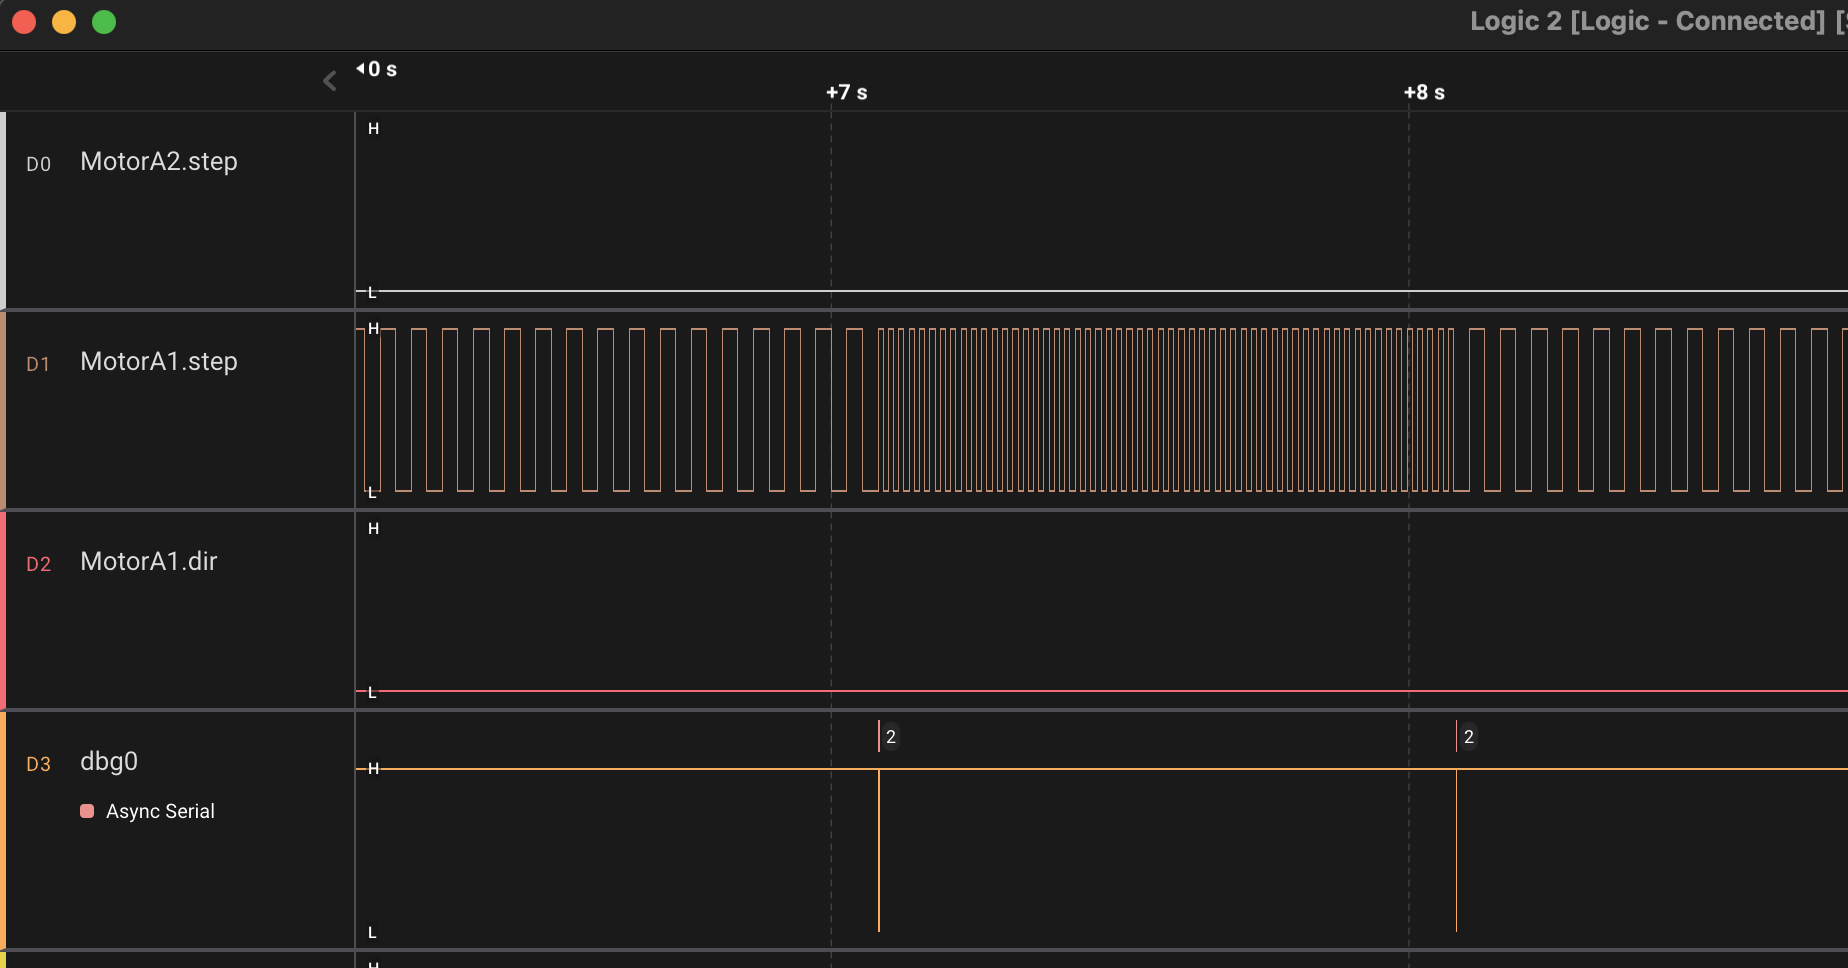 Logic 2 [Logic - Connected] [
0 s
+7 s
+8 s
H
D0 MotorA2.step
L
H
D1 MotorA1.step
L
H
D2 MotorA1.dir
L
2
2
D3 dbg0
H
Async Serial
L
H